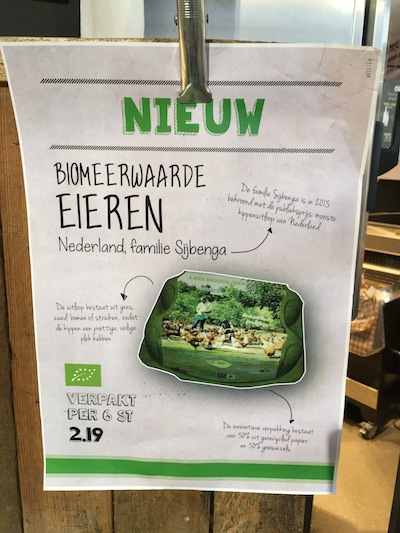 NIEUW
BIOMEERWAARDE
EIEREN
Nederland, familie Sijbenga
De familie Sijbenga is in 2015
bekroond met de publieksprijs: mooiste
kippenuitloop van Nederland
De uitloop bestaat uit gras,
zand, bomen of struiken, zodat
de kippen een prettige, veilige
plek hebben.
VERPAKT
PER 6 ST
2.19
De innovatieve verpakking bestaat
voor 50% uit gerecycled papier
en 50% graszaad